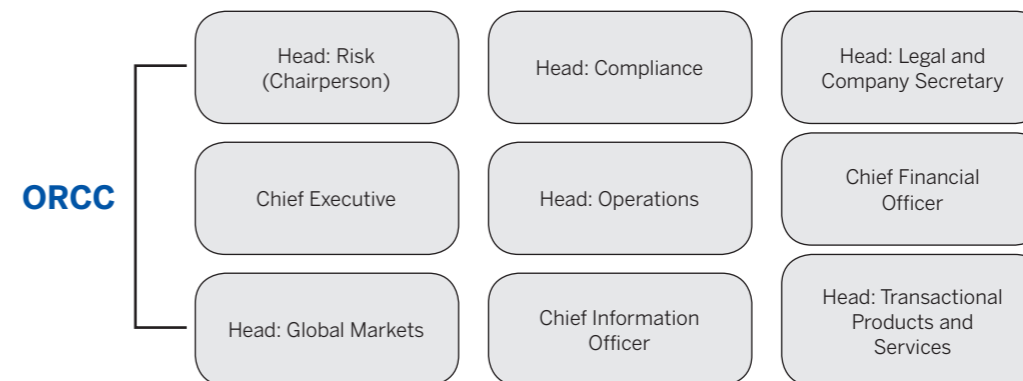 Head: Risk
(Chairperson)
Head: Compliance
Head: Legal and
Company Secretary
ORCC
Chief Executive
Head: Operations
Chief Financial
Officer
Head: Global Markets
Chief Information
Officer
Head: Transactional
Products and
Services